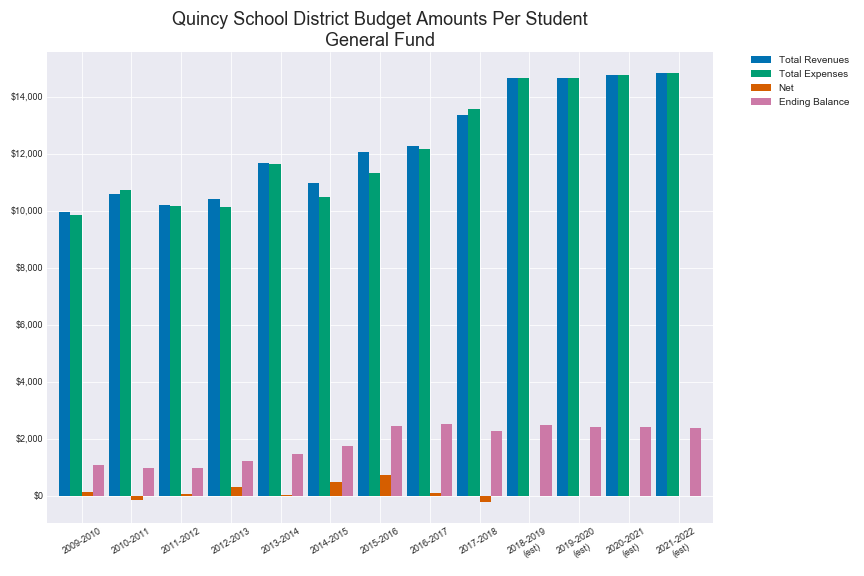 Quincy School District Budget Amounts Per Student
General Fund
Total Revenues
Total Expenses
Net
Ending Balance
$14,000
$12,000
$10,000
$8,000
$6,000
$4,000
$2,000
$0
2009-2010
2010-2011
2011-2012
2012-2013
2013-2014
2014-2015
2015-2016
2016-2017
2017-2018
2018-2019
(est)
2019-2020
(est)
2020-2021
(est)
2021-2022
(est)